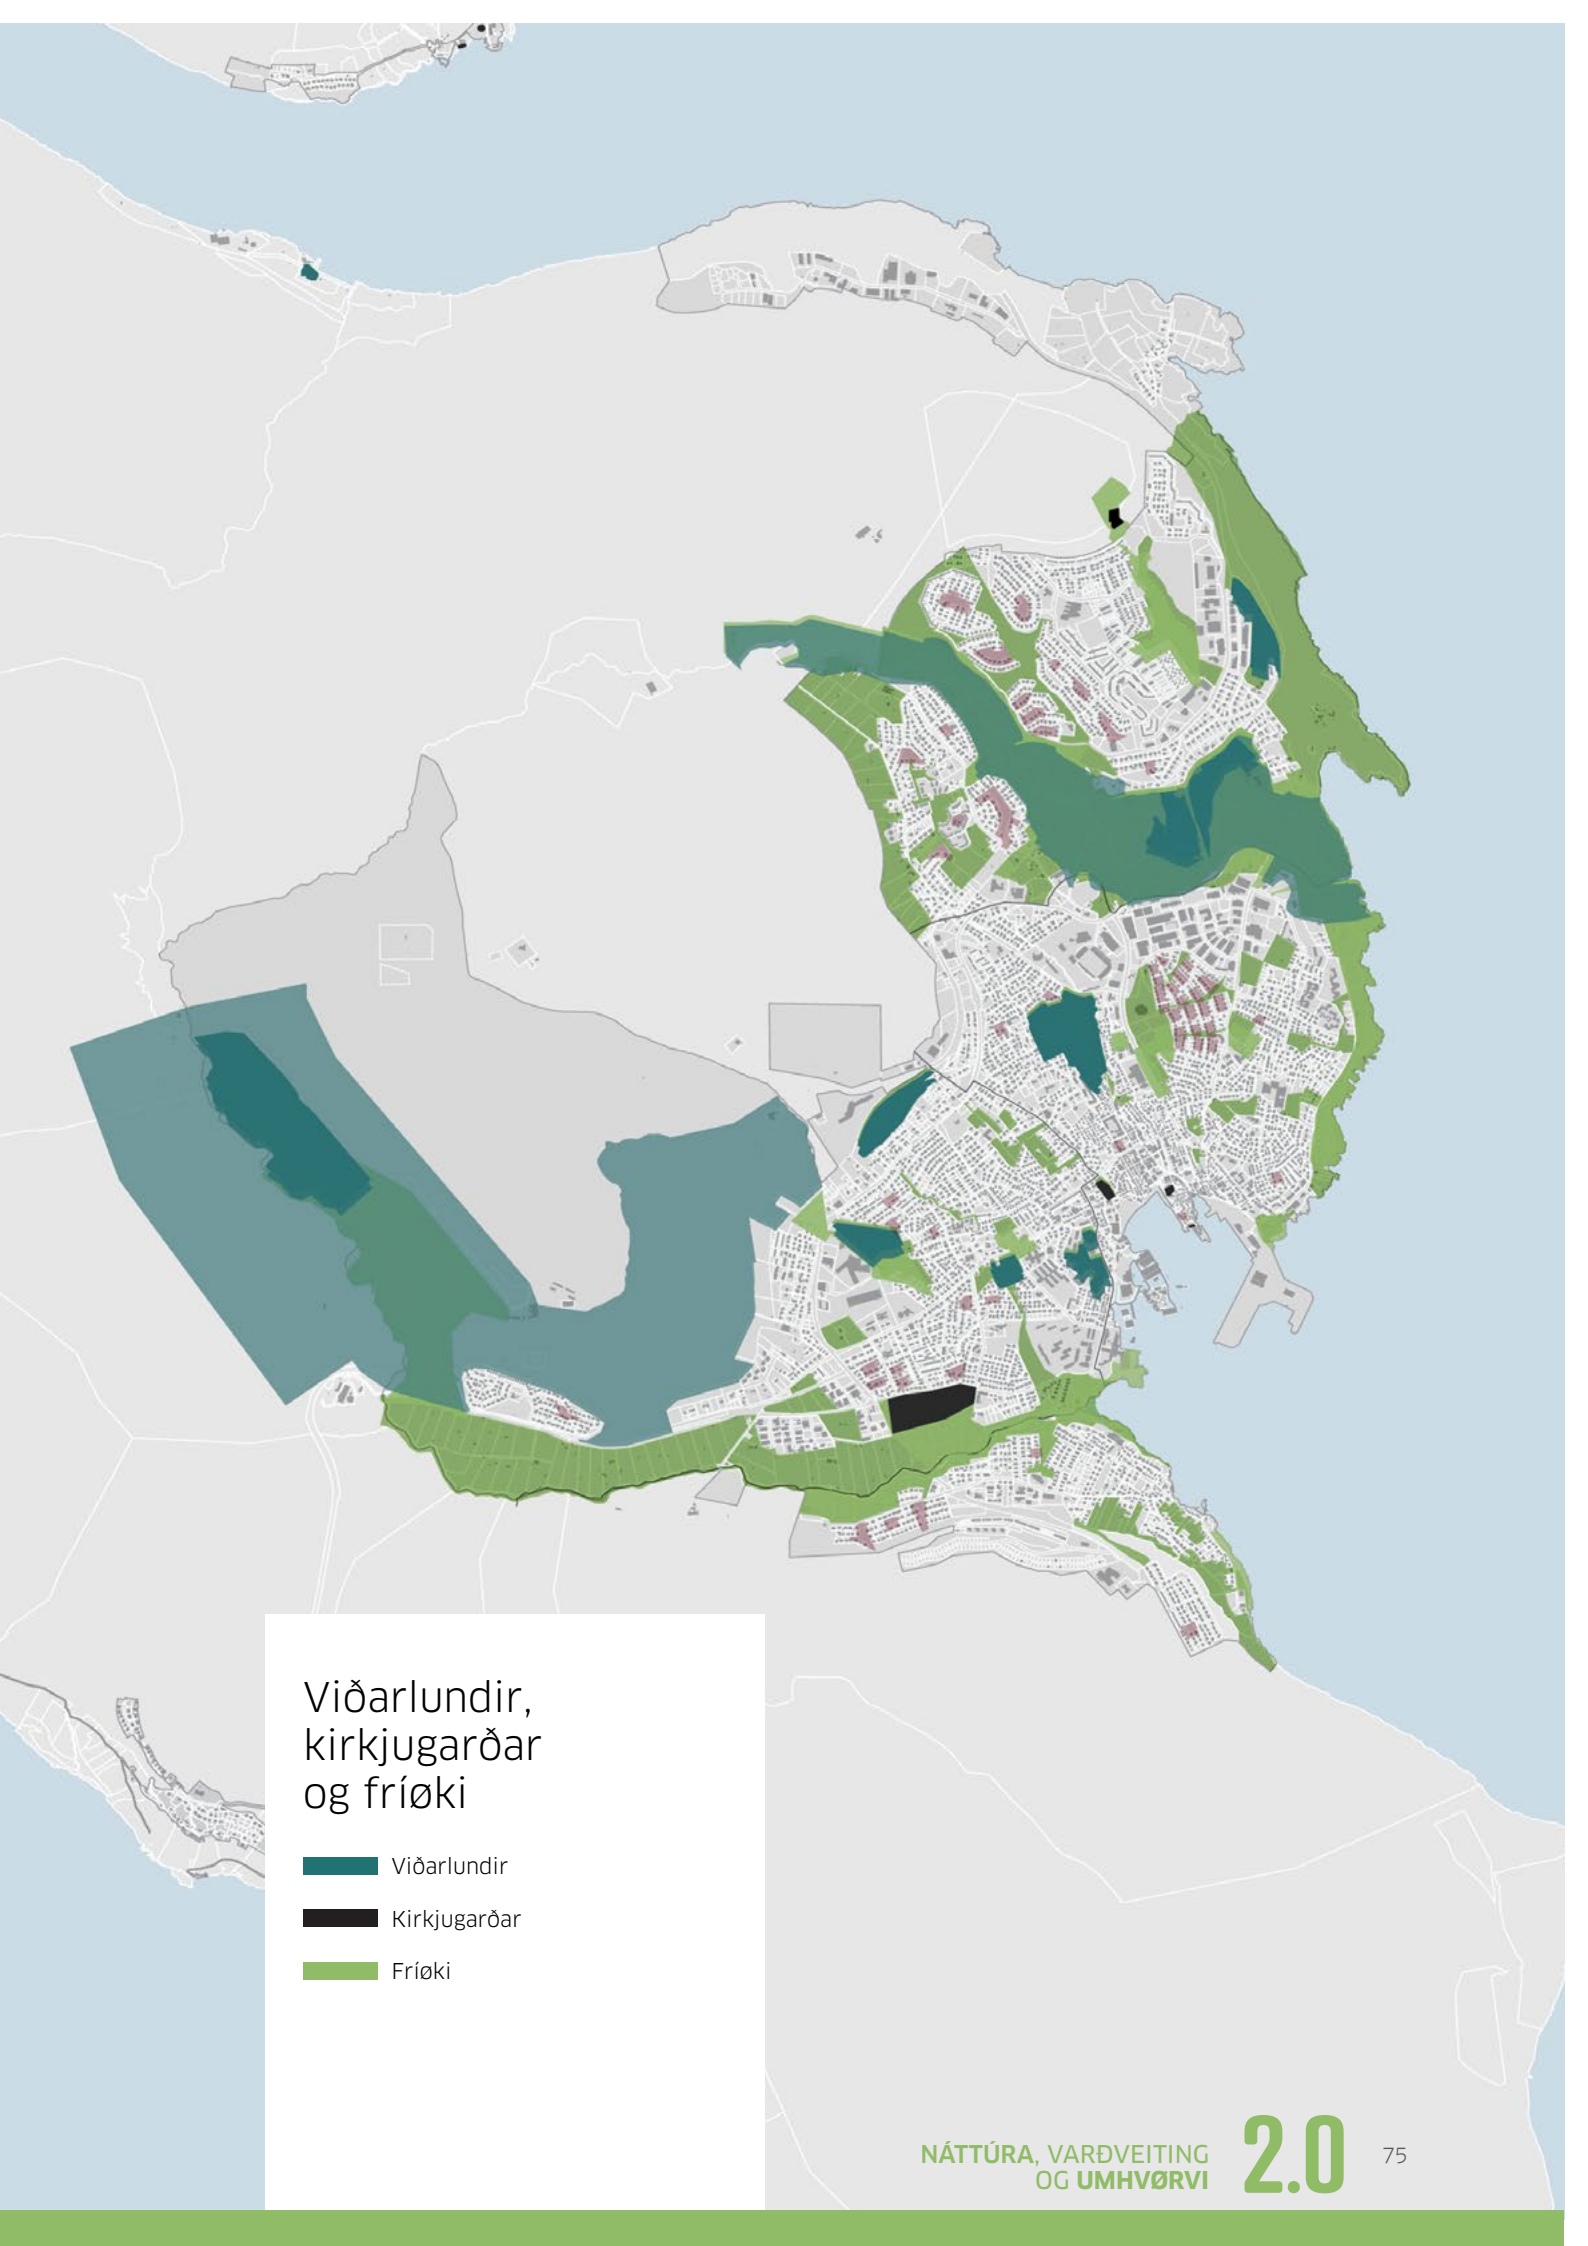 Viðarlundir,
kirkjugarðar
og fríøki
Viðarlundir
Kirkjugarðar
Fríøki
NÁTTÚRA, VARÐVEITING
OG UMHVØRVI
2.0
75